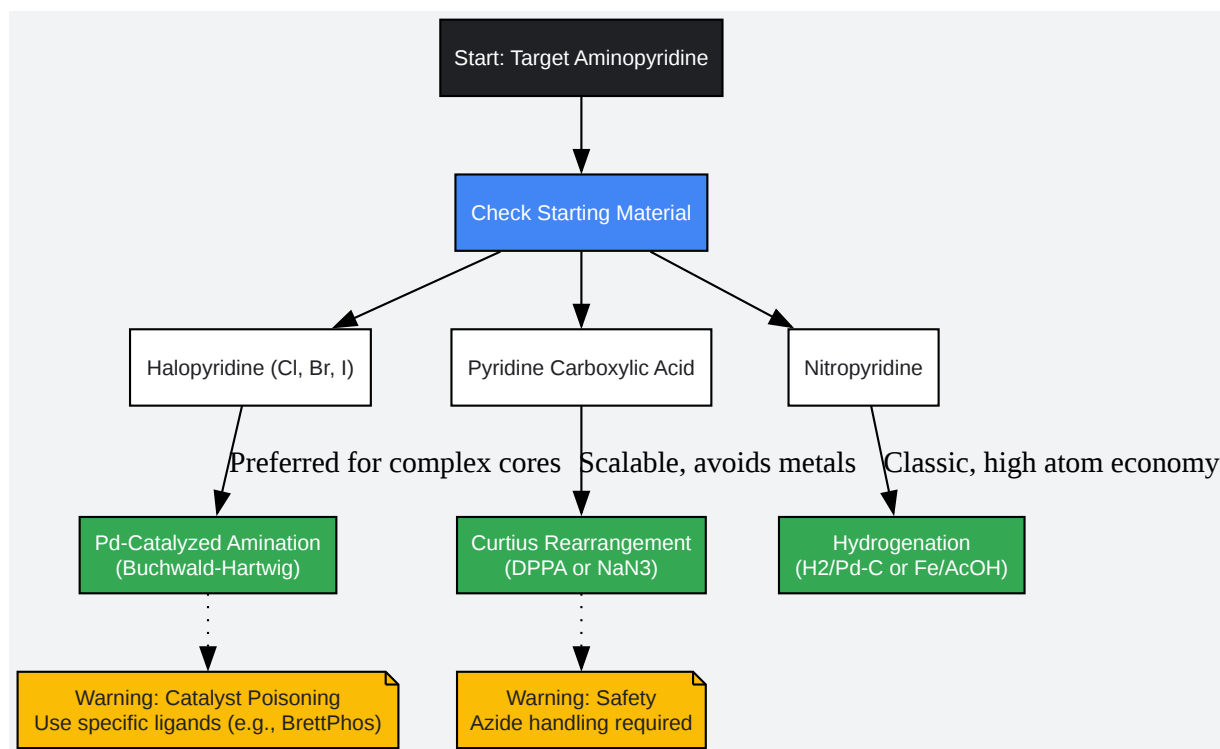 Start: Target Aminopyridine
Check Starting Material
Halopyridine (Cl, Br, I)
Pyridine Carboxylic Acid
Nitropyridine
Preferred for complex cores
Scalable, avoids metals
Classic, high atom economy
Pd-Catalyzed Amination
(Buchwald-Hartwig)
Curtius Rearrangement
(DPPA or NaN3)
Hydrogenation
(H2/Pd-C or Fe/AcOH)
Warning: Catalyst Poisoning
Use specific ligands (e.g., BrettPhos)
Warning: Safety
Azide handling required